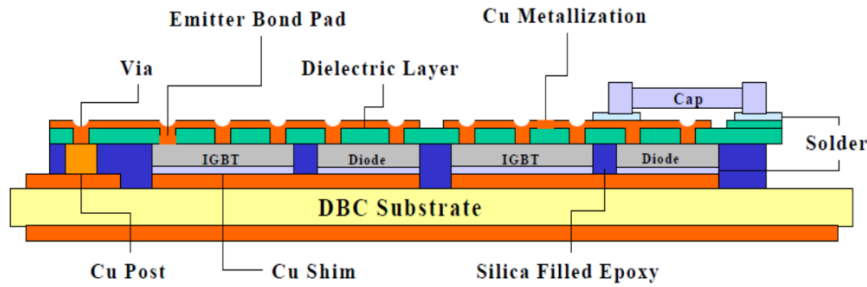 Emitter Bond Pad
Cu Metallization
Via
Dielectric Layer
Cap
Solder
IGBT
Diode
IGBT
Diode
DBC Substrate
Cu Post
Cu Shim
Silica Filled Epoxy